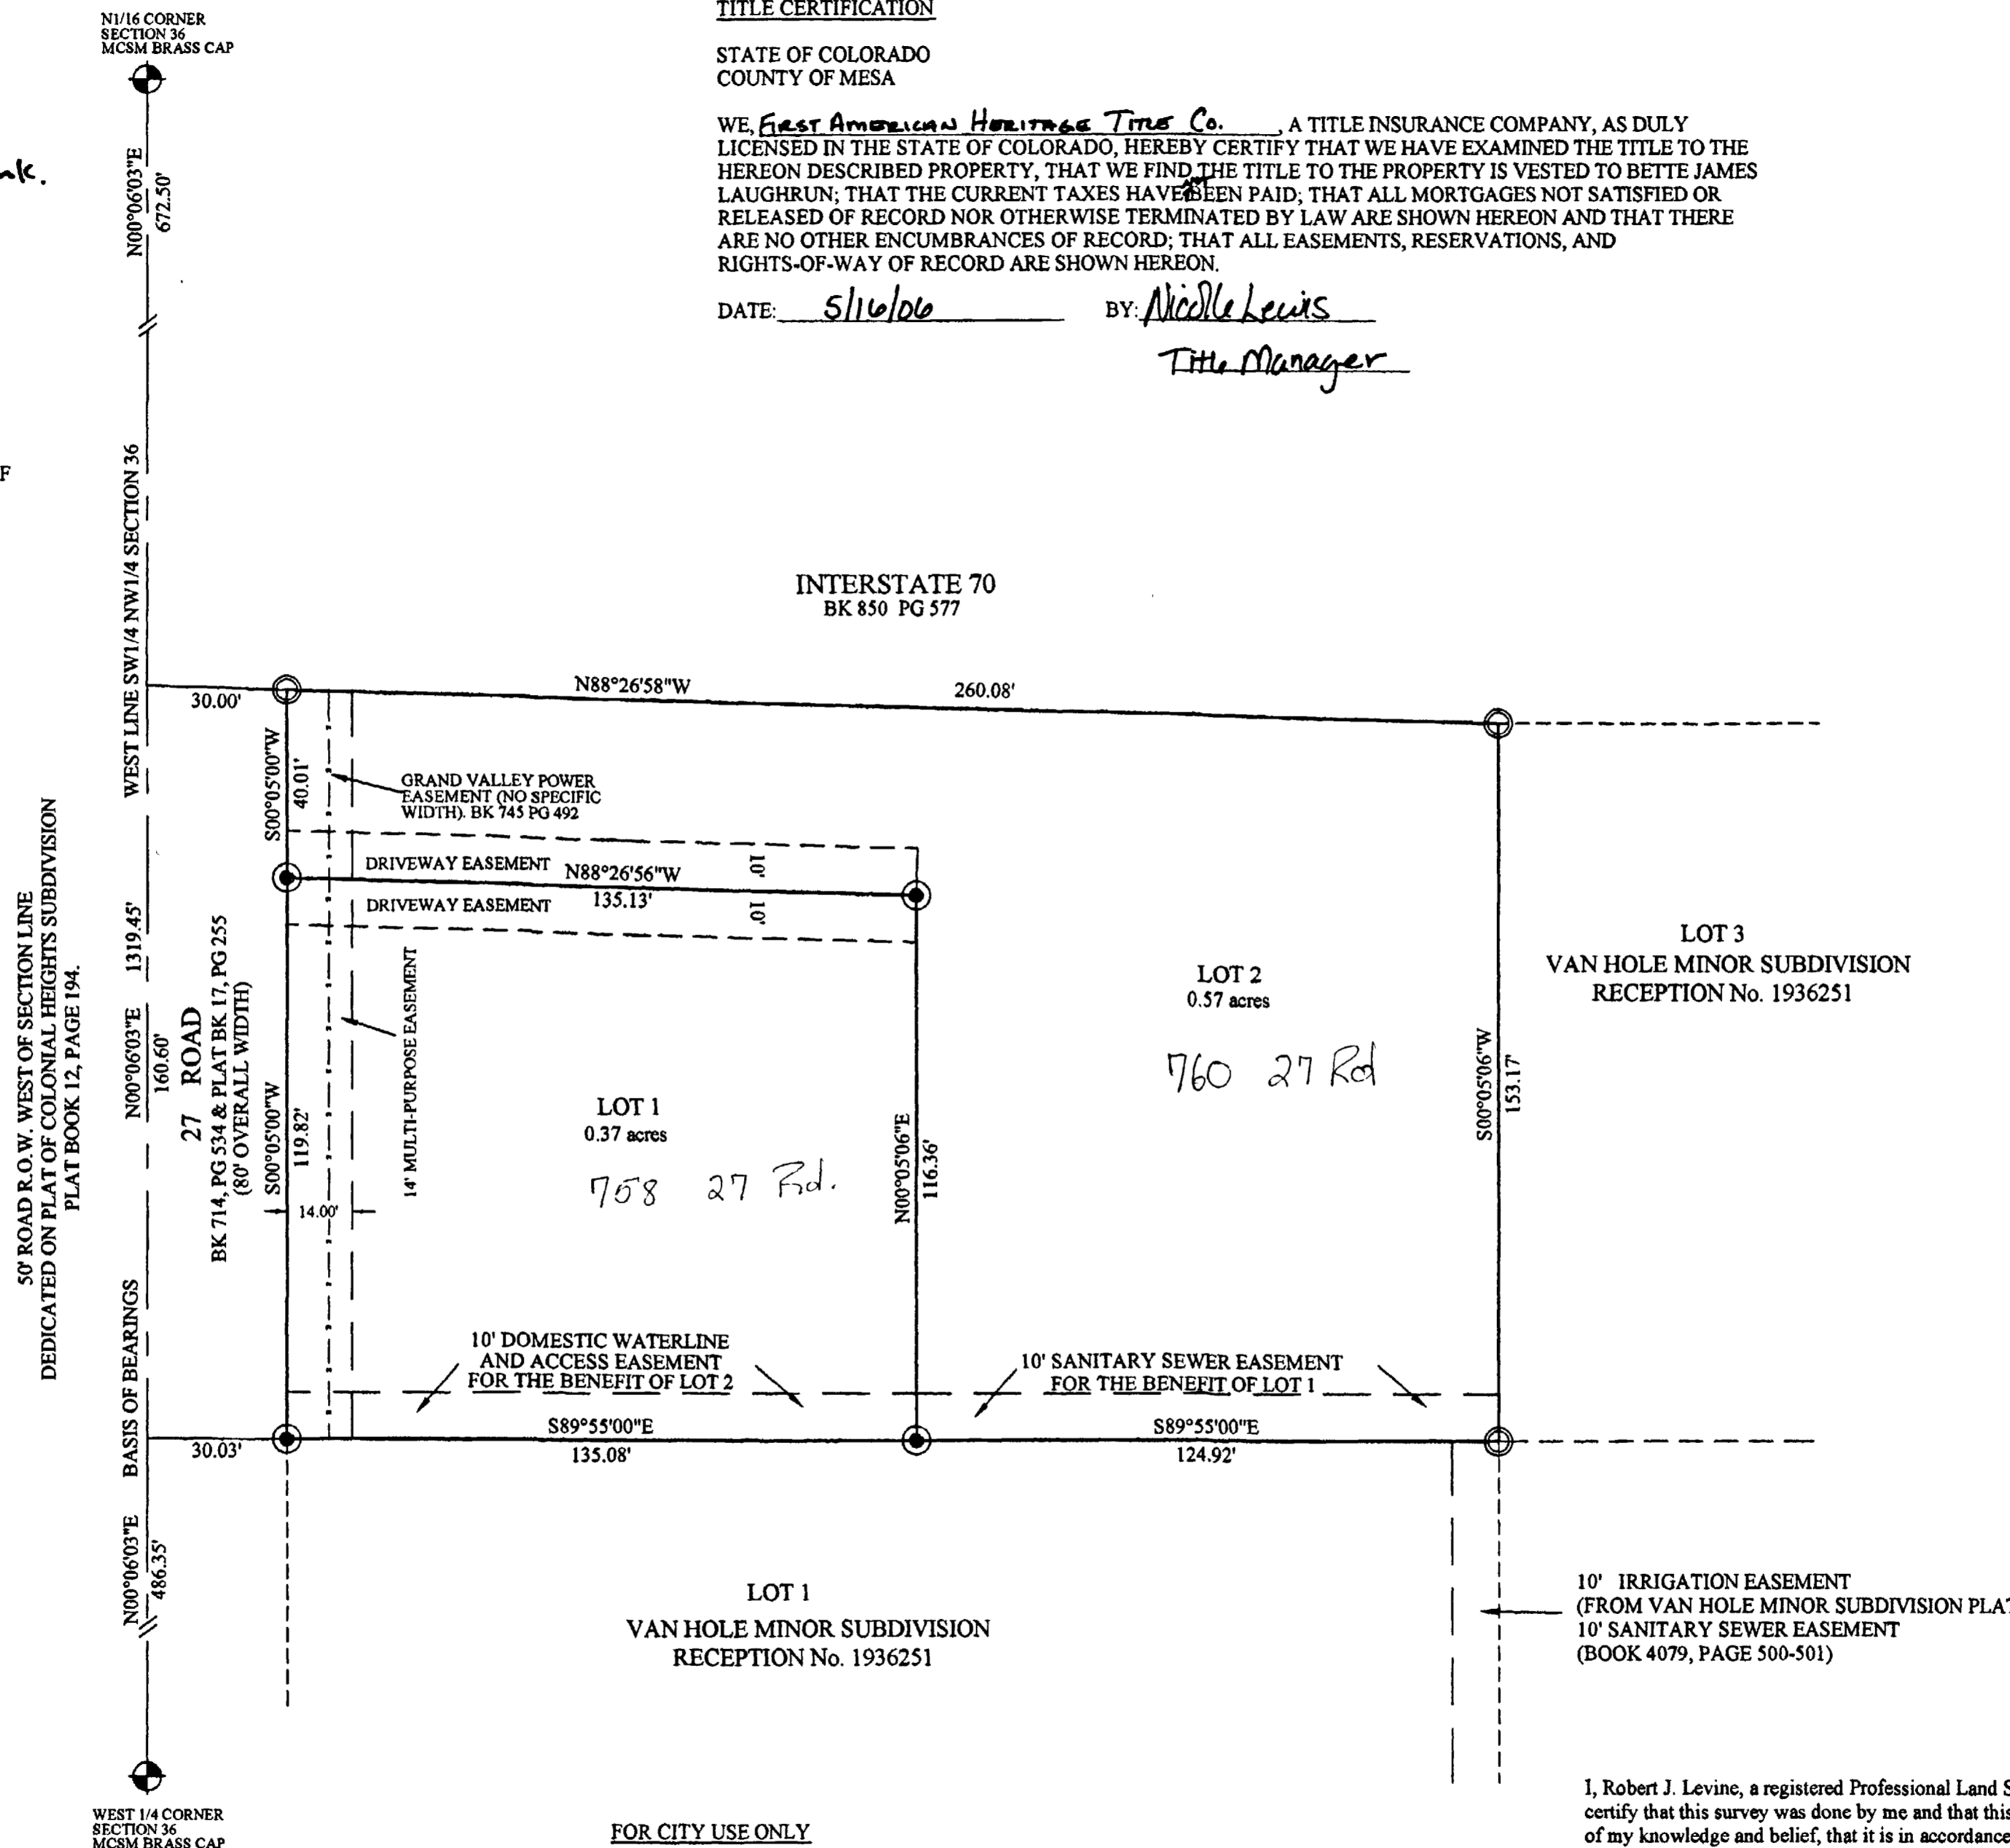 N1/16 CORNER
SECTION 36
MCSM BRASS CAP
TITLE CERTIFICATION
STATE OF COLORADO
COUNTY OF MESA
WE, First American Heritage Title Co. , A TITLE INSURANCE COMPANY, AS DULY
LICENSED IN THE STATE OF COLORADO, HEREBY CERTIFY THAT WE HAVE EXAMINED THE TITLE TO THE
HEREON DESCRIBED PROPERTY, THAT WE FIND THE TITLE TO THE PROPERTY IS VESTED TO BETTE JAMES
LAUGHRUN; THAT THE CURRENT TAXES HAVE BEEN PAID; THAT ALL MORTGAGES NOT SATISFIED OR
RELEASED OF RECORD NOR OTHERWISE TERMINATED BY LAW ARE SHOWN HEREON AND THAT THERE
ARE NO OTHER ENCUMBRANCES OF RECORD; THAT ALL EASEMENTS, RESERVATIONS, AND
RIGHTS-OF-WAY OF RECORD ARE SHOWN HEREON.
DATE: 5/16/06 BY: Nicolle Lewis
Title Manager
N00°06'03"E
672.50'
F
WEST LINE SW1/4 NW1/4 SECTION 36
INTERSTATE 70
BK 850 PG 577
30.00'
N88°26'58"W 260.08'
S00°05'00"W
40.01'
GRAND VALLEY POWER
EASEMENT (NO SPECIFIC
WIDTH). BK 745 PG 492
DRIVEWAY EASEMENT
10'
N88°26'56"W
135.13'
DRIVEWAY EASEMENT
10'
50' ROAD R.O.W. WEST OF SECTION LINE
DEDICATED ON PLAT OF COLONIAL HEIGHTS SUBDIVISION
PLAT BOOK 12, PAGE 194.
1319.45'
N00°06'03"E
160.60'
27 ROAD
BK 714, PG 534 & PLAT BK 17, PG 255
(80' OVERALL WIDTH)
S00°05'00"W
119.82'
14.00'
14' MULTI-PURPOSE EASEMENT
LOT 1
0.37 acres
758 27 Rd.
N00°05'06"E
116.36'
LOT 2
0.57 acres
760 27 Rd
S00°05'06"W
153.17'
LOT 3
VAN HOLE MINOR SUBDIVISION
RECEPTION No. 1936251
BASIS OF BEARINGS
10' DOMESTIC WATERLINE
AND ACCESS EASEMENT
FOR THE BENEFIT OF LOT 2
10' SANITARY SEWER EASEMENT
FOR THE BENEFIT OF LOT 1
30.03'
S89°55'00"E
135.08'
S89°55'00"E
124.92'
N00°06'03"E
486.35'
LOT 1
VAN HOLE MINOR SUBDIVISION
RECEPTION No. 1936251
10' IRRIGATION EASEMENT
(FROM VAN HOLE MINOR SUBDIVISION PLA
10' SANITARY SEWER EASEMENT
(BOOK 4079, PAGE 500-501)
WEST 1/4 CORNER
SECTION 36
MCSM BRASS CAP
FOR CITY USE ONLY
I, Robert J. Levine, a registered Professional Land S
certify that this survey was done by me and that this
of my knowledge and belief, that it is in accordance